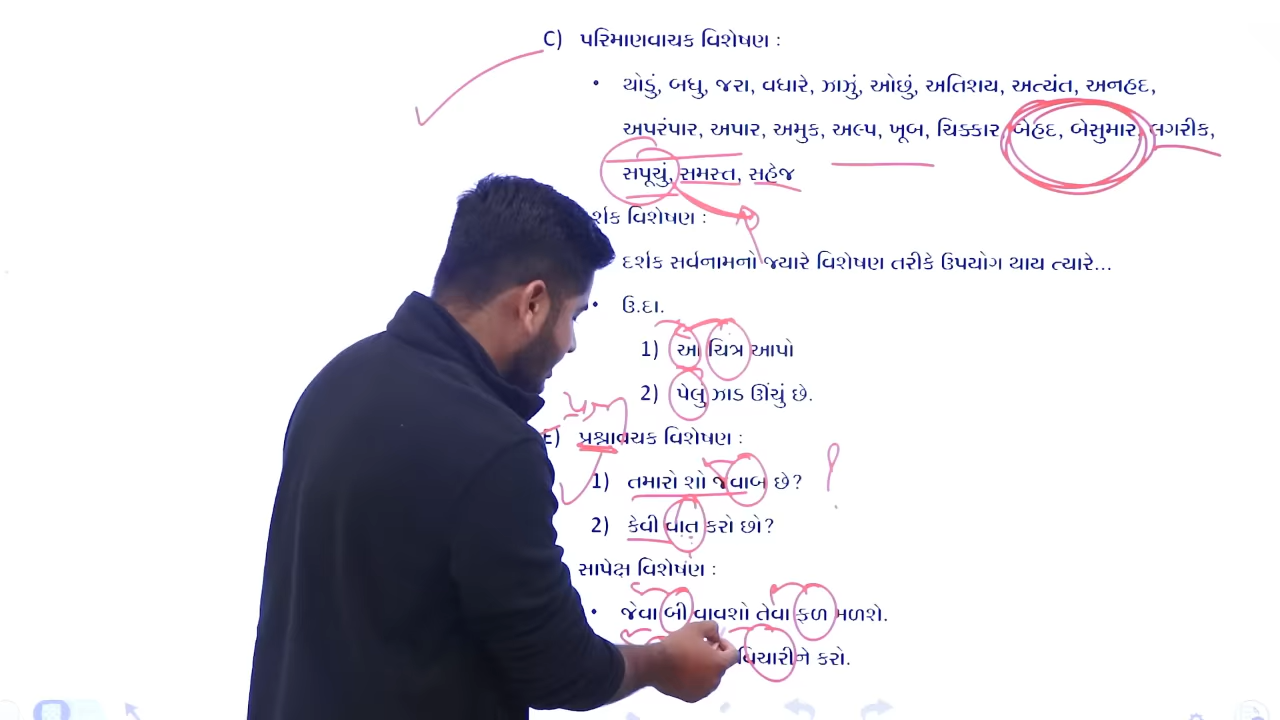 C) પરિમાણવાચક વિશેષણ :
• થોડું, બધુ, જરા, વધારે, ઝાઝું, ઓછું, અતિશય, અત્યંત, અનહદ,
અપરંપાર, અપાર, અમુક, અલ્પ, ખૂબ, ચિક્કાર, બેહદ, બેસુમાર, લગરીક,
સપૂચું, સમસ્ત, સહેજ
ર્શક વિશેષણ :
દર્શક સર્વનામનો જ્યારે વિશેષણ તરીકે ઉપયોગ થાય ત્યારે...
• ઉ.દા.
1) આ ચિત્ર આપો
2) પેલું ઝાડ ઊંચું છે.
E) પ્રશ્નાવચક વિશેષણ :
1) તમારો શો જવાબ છે?
2) કેવી વાત કરો છો?
સાપેક્ષ વિશેષણ :
• જેવા બી વાવશો તેવા ફળ મળશે.
વિચારીને કરો.